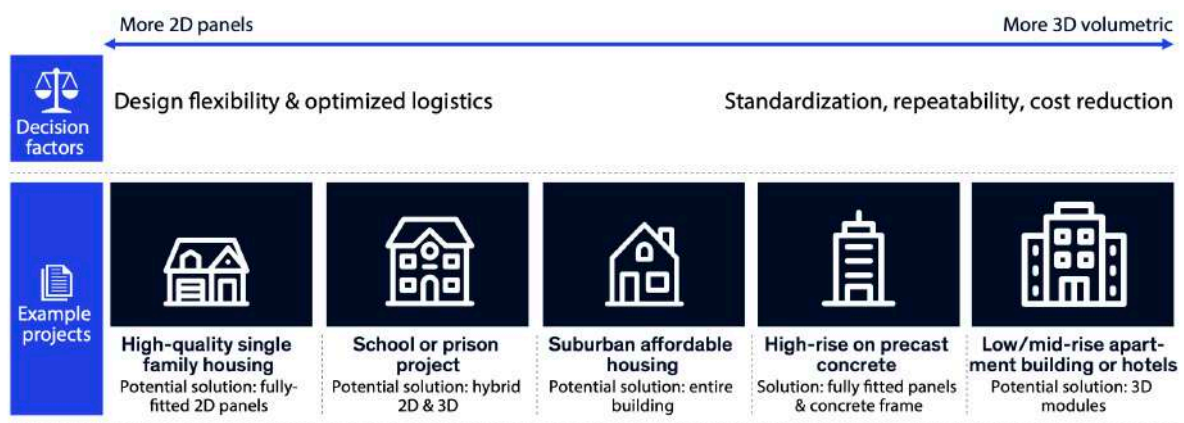 More 2D panels
More 3D volumetric
Decision
factors
Design flexibility & optimized logistics
Standardization, repeatability, cost reduction
Example
projects
High-quality single
family housing
Potential solution: fully-
fitted 2D panels
School or prison
project
Potential solution: hybrid
2D & 3D
Suburban affordable
housing
Potential solution: entire
building
High-rise on precast
concrete
Solution: fully fitted panels
& concrete frame
Low/mid-rise apart-
ment building or hotels
Potential solution: 3D
modules